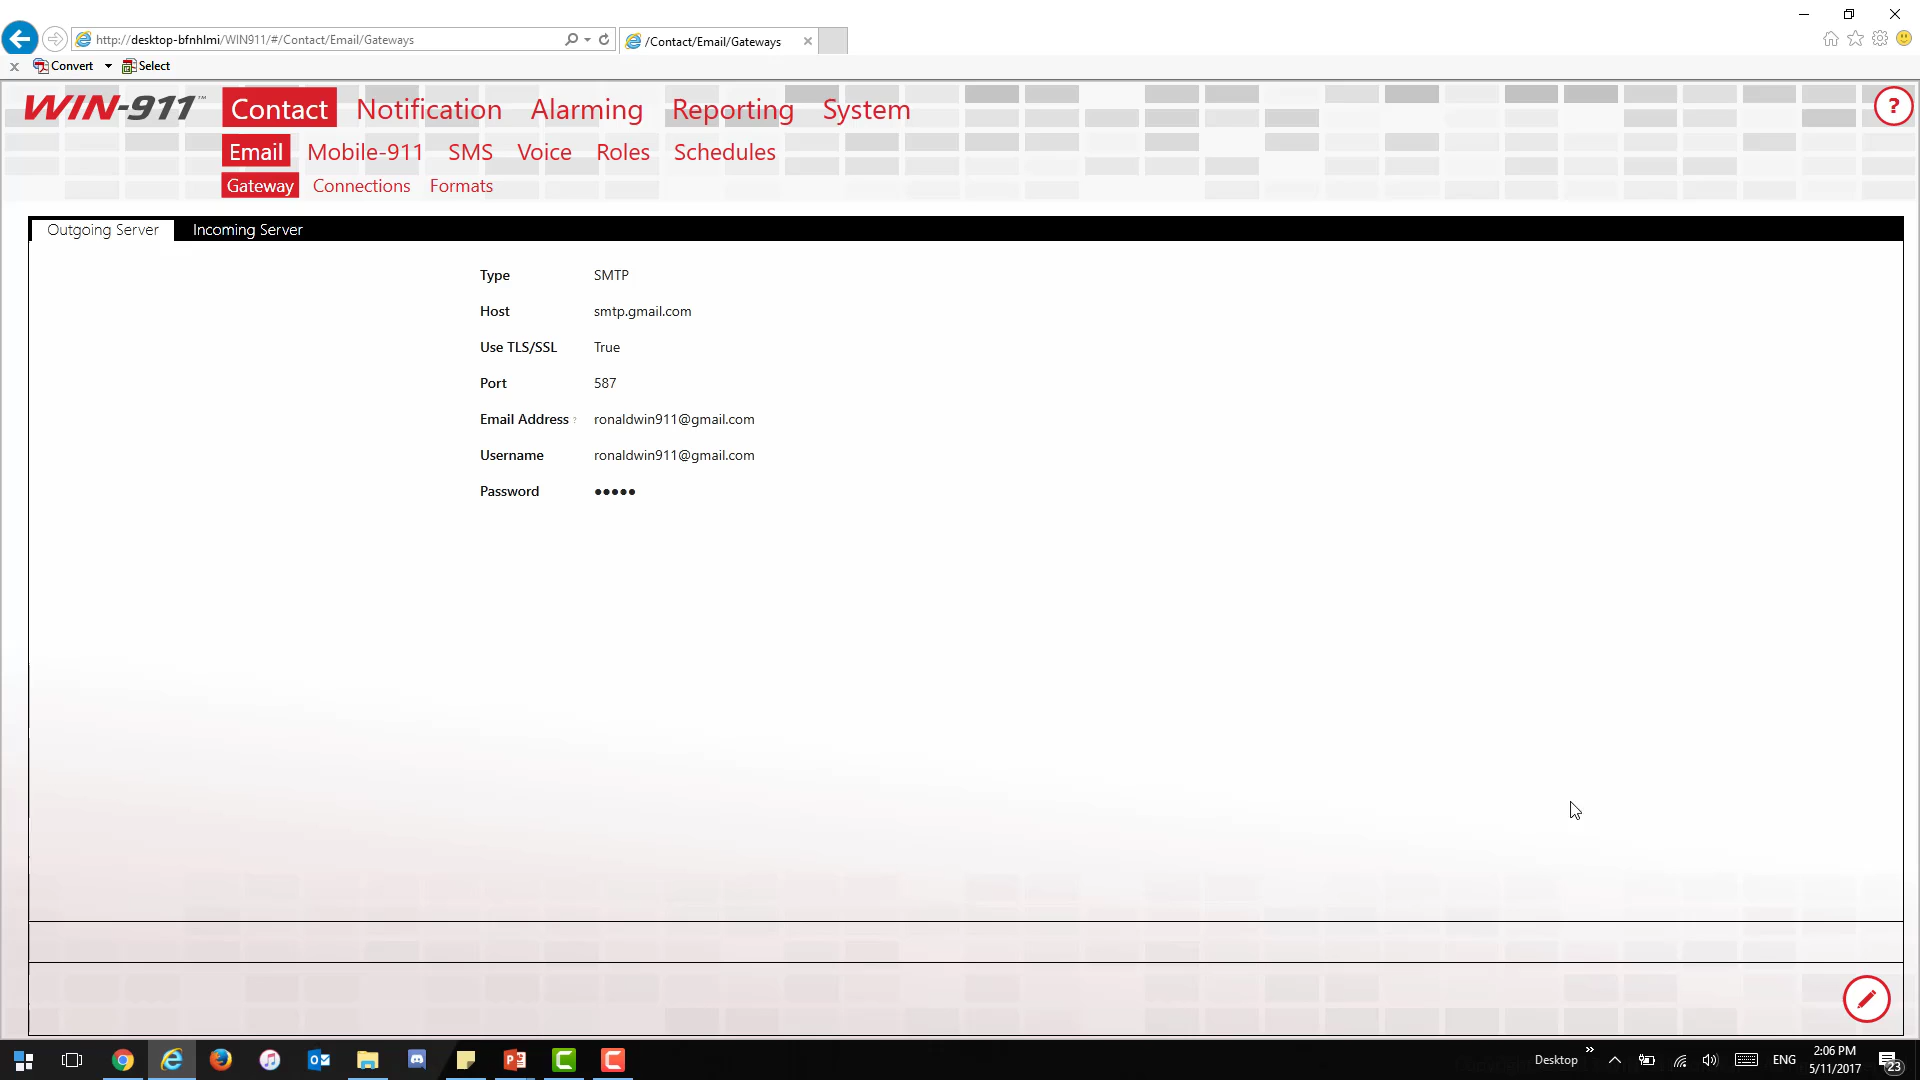 http://desktop-bfnhlmi/WIN911/#/Contact/Email/Gateways
/Contact/Email/Gateways
x Convert Select
WIN-911™ Contact Notification Alarming Reporting System ?
Email Mobile-911 SMS Voice Roles Schedules
Gateway Connections Formats
Outgoing Server Incoming Server
Type SMTP
Host smtp.gmail.com
Use TLS/SSL True
Port 587
Email Address ? ronaldwin911@gmail.com
Username ronaldwin911@gmail.com
Password •••••
Desktop » ENG 2:06 PM
5/11/2017 23